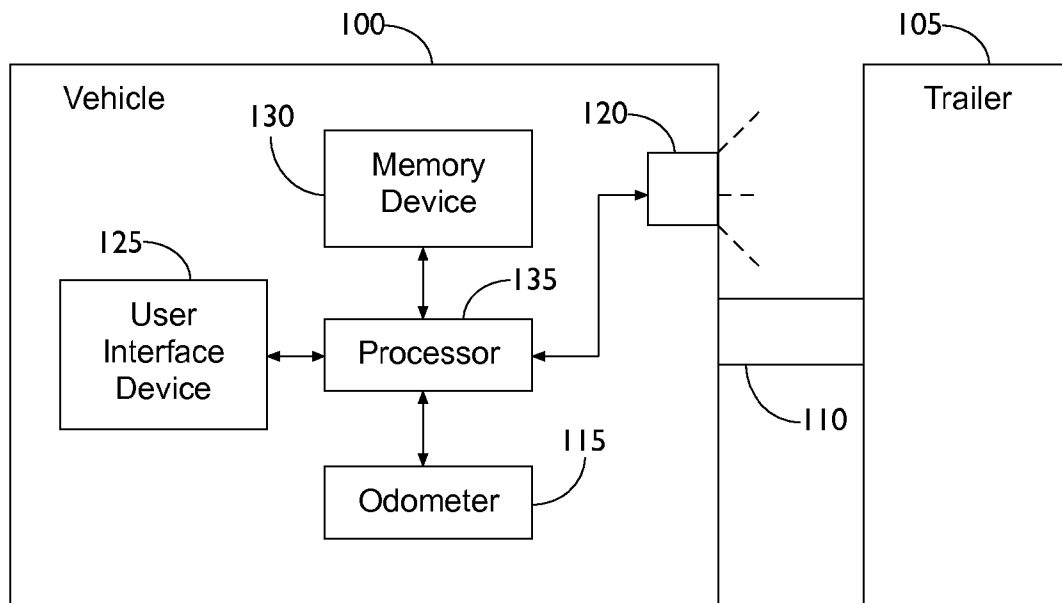 100
105
Vehicle
Trailer
130
120
Memory
Device
125
135
User
Interface
Device
Processor
110
115
Odometer